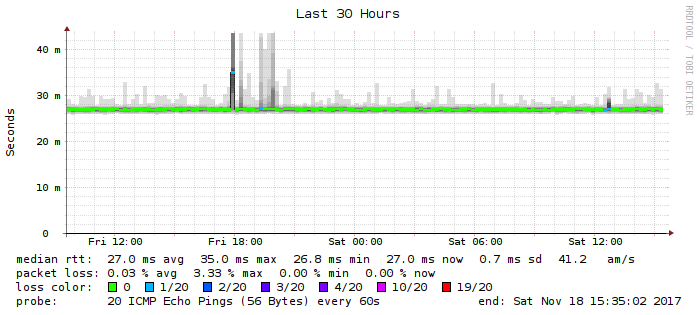 Last 30 Hours
RRDTOOL / TOBI OETIKER
Seconds
40 m
30 m
20 m
10 m
0
Fri 12:00 Fri 18:00 Sat 00:00 Sat 06:00 Sat 12:00
median rtt: 27.0 ms avg 35.0 ms max 26.8 ms min 27.0 ms now 0.7 ms sd 41.2 am/s
packet loss: 0.03 % avg 3.33 % max 0.00 % min 0.00 % now
loss color: 0 1/20 2/20 3/20 4/20 10/20 19/20
probe: 20 ICMP Echo Pings (56 Bytes) every 60s end: Sat Nov 18 15:35:02 2017